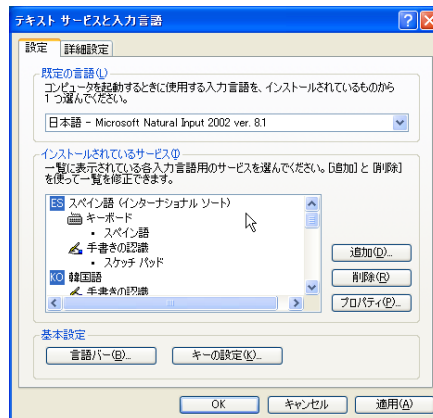 テキスト サービスと入力言語
設定
詳細設定
既定の言語(L)
コンピュータを起動するときに使用する入力言語を、インストールされているものから
1 つ選んでください。
日本語 - Microsoft Natural Input 2002 ver. 8.1
インストールされているサービス(I)
一覧に表示されている各入力言語用のサービスを選んでください。[追加] と [削除]
を使って一覧を修正できます。
ES スペイン語 (インターナショナル ソート)
キーボード
・ スペイン語
手書きの認識
・ スケッチ パッド
KO 韓国語
手書きの認識
追加(D)...
削除(R)
プロパティ(P)...
基本設定
言語バー(B)...
キーの設定(K)...
OK
キャンセル
適用(A)